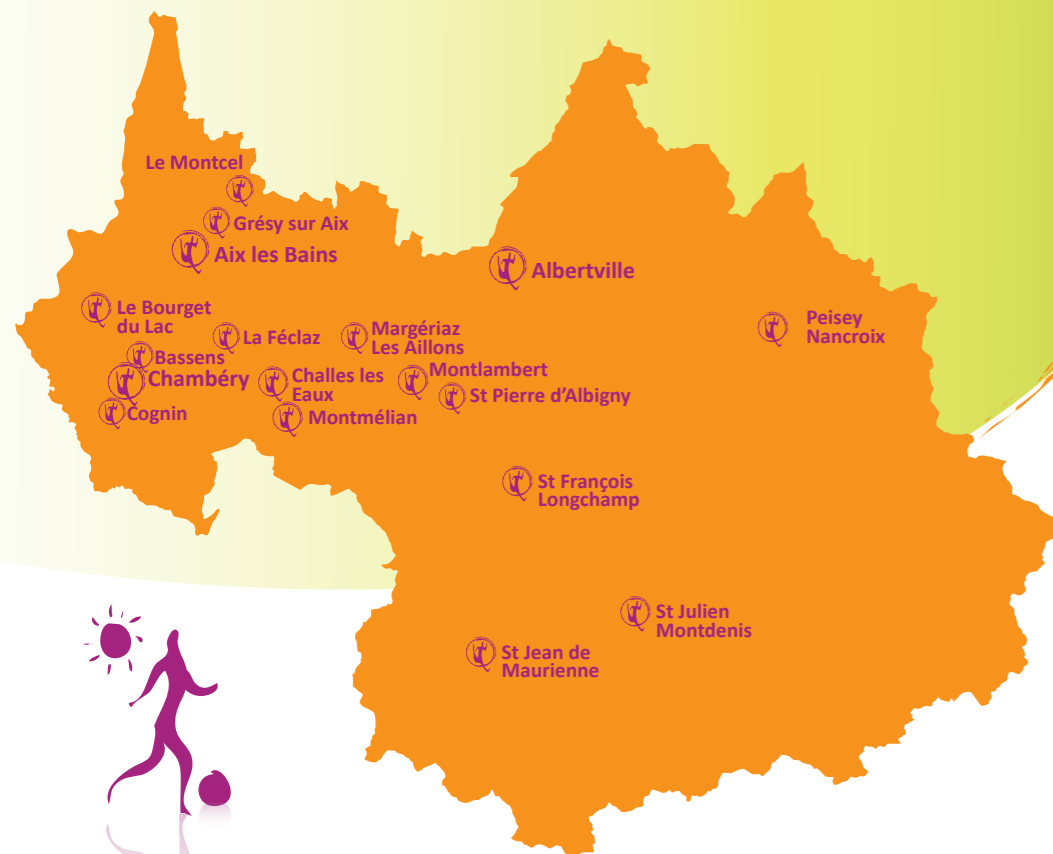 Le Montcel
Grésy sur Aix
Aix les Bains
Albertville
Le Bourget
du Lac
La Féclaz
Margériaz
Les Aillons
Peisey
Nancroix
Bassens
Chambéry
Challes les
Eaux
Montlambert
St Pierre d'Albigny
Cognin
Montmélian
St François
Longchamp
St Julien
Montdenis
St Jean de
Maurienne